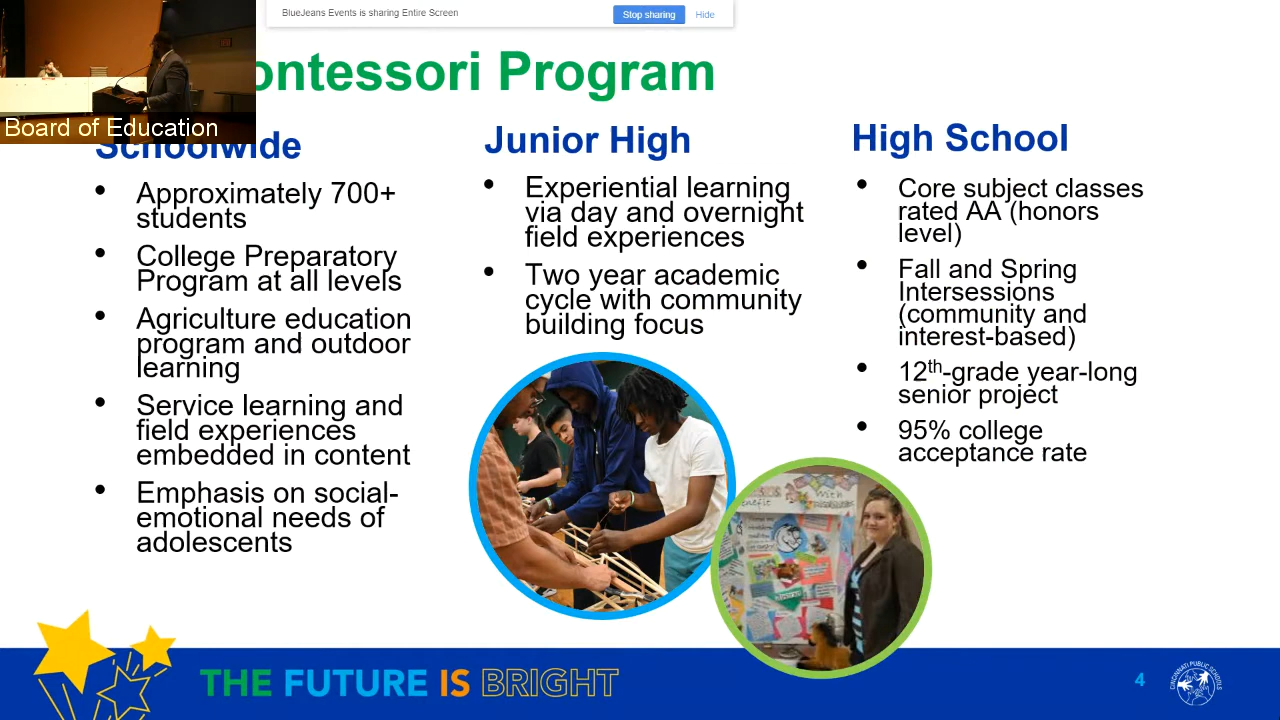 BlueJeans Events is sharing Entire Screen
Stop sharing
Hide
ontessori Program
Board of Education
Schoolwide
• Approximately 700+
students
• College Preparatory
Program at all levels
• Agriculture education
program and outdoor
learning
• Service learning and
field experiences
embedded in content
• Emphasis on social-
emotional needs of
adolescents
Junior High
• Experiential learning
via day and overnight
field experiences
• Two year academic
cycle with community
building focus
High School
• Core subject classes
rated AA (honors
level)
• Fall and Spring
Intersessions
(community and
interest-based)
• 12th-grade year-long
senior project
• 95% college
acceptance rate
With
THE FUTURE IS BRIGHT
4
CINCINNATI PUBLIC SCHOOLS